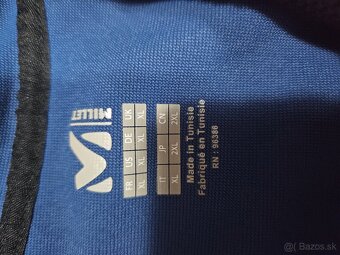 MILLET
FR US DE UK
XL XL XL XL
IT JP CN
XL 2XL 2XL
Made in Tunisie
Fabriqué en Tunisie
RN : 96386
Bazos.sk